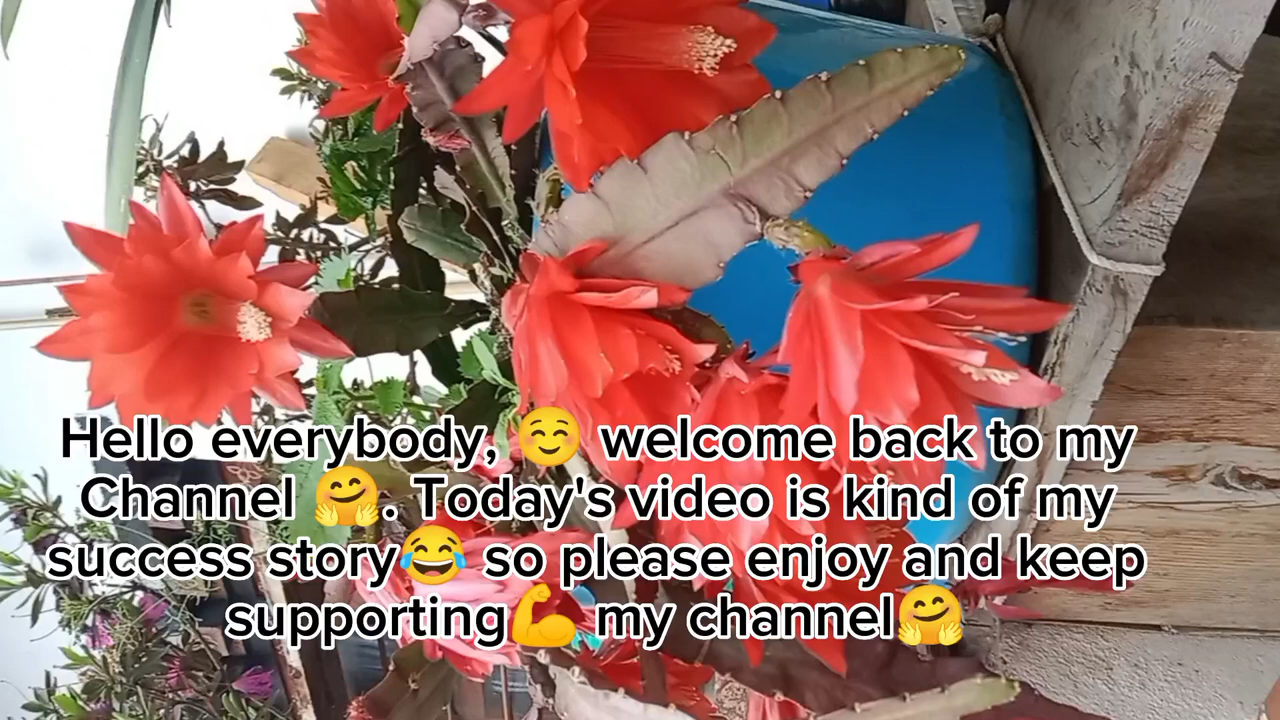 Hello everybody, ☺️ welcome back to my
Channel 🤗. Today's video is kind of my
success story😂 so please enjoy and keep
supporting💪 my channel🤗